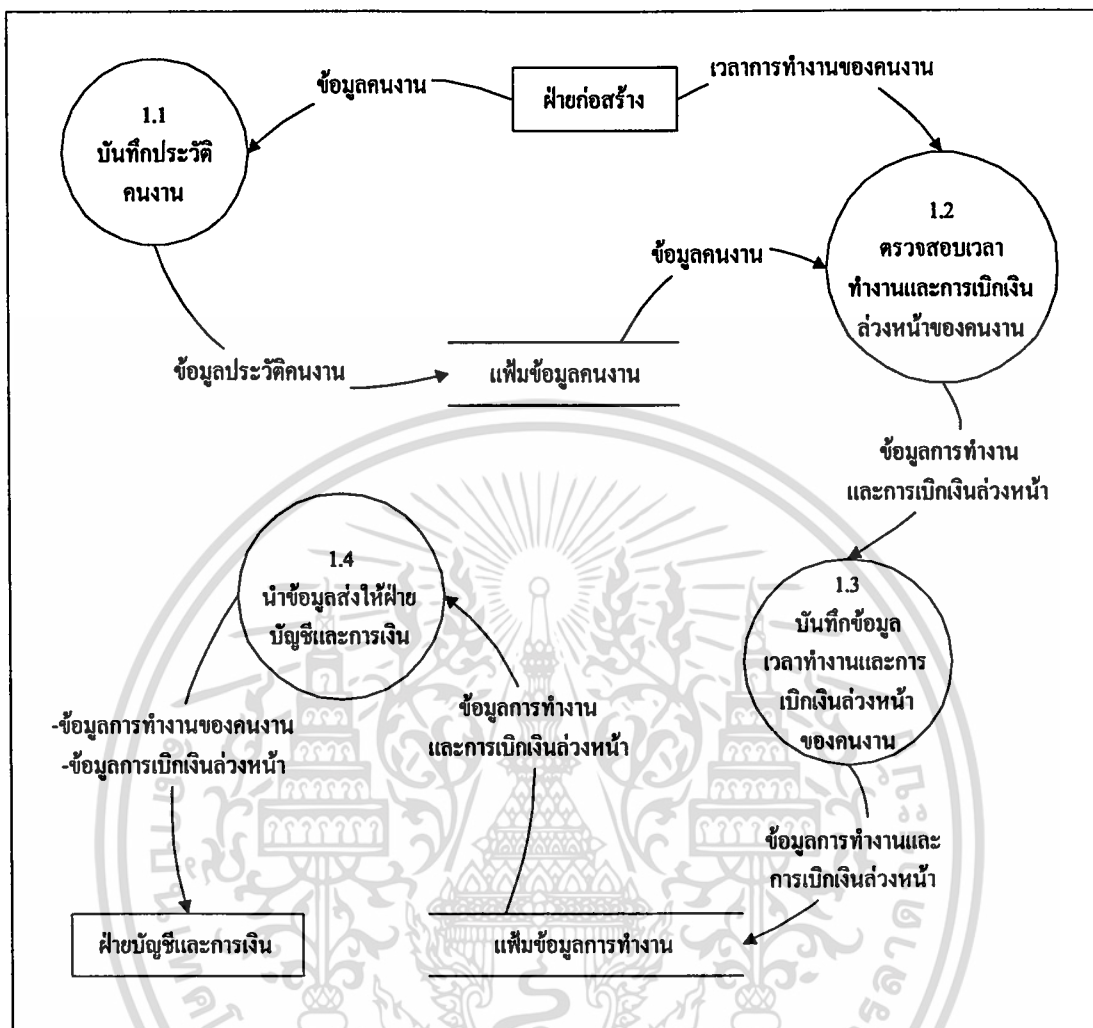 ข้อมูลคนงาน
ฝ่ายก่อสร้าง
เวลาการทำงานของคนงาน
1.1
บันทึกประวัติ
คนงาน
1.2
ตรวจสอบเวลา
ทำงานและการเบิกเงิน
ล่วงหน้าของคนงาน
ข้อมูลคนงาน
ข้อมูลประวัติคนงาน
แฟ้มข้อมูลคนงาน
ข้อมูลการทำงาน
และการเบิกเงินล่วงหน้า
1.4
นำข้อมูลส่งให้ฝ่าย
บัญชีและการเงิน
1.3
บันทึกข้อมูล
เวลาทำงานและการ
เบิกเงินล่วงหน้า
ของคนงาน
ข้อมูลการทำงาน
และการเบิกเงินล่วงหน้า
-ข้อมูลการทำงานของคนงาน
-ข้อมูลการเบิกเงินล่วงหน้า
ข้อมูลการทำงานและ
การเบิกเงินล่วงหน้า
ฝ่ายบัญชีและการเงิน
แฟ้มข้อมูลการทำงาน